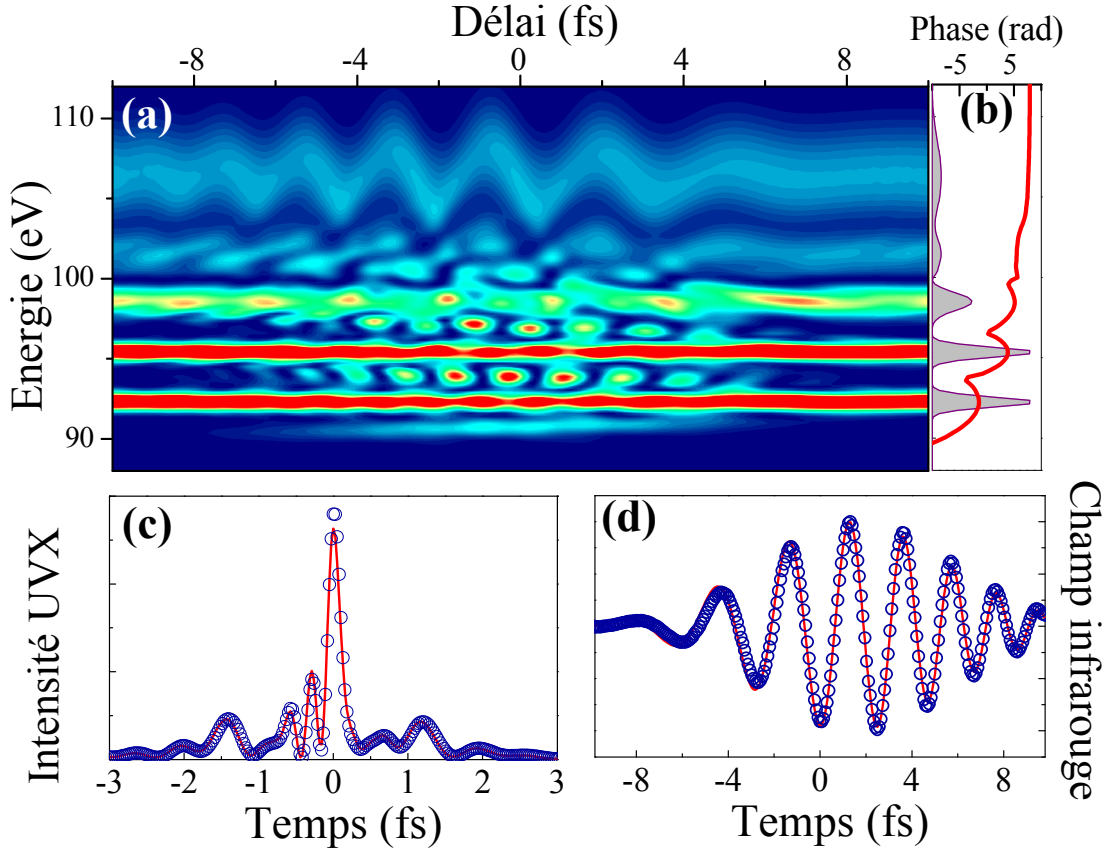 Délai (fs)
Phase (rad)
-8 -4 0 4 8
-5 5
(a)
(b)
110
100
90
Energie (eV)
(c)
(d)
Intensité UVX
Champ infrarouge
-3 -2 -1 0 1 2 3
-8 -4 0 4 8
Temps (fs)
Temps (fs)